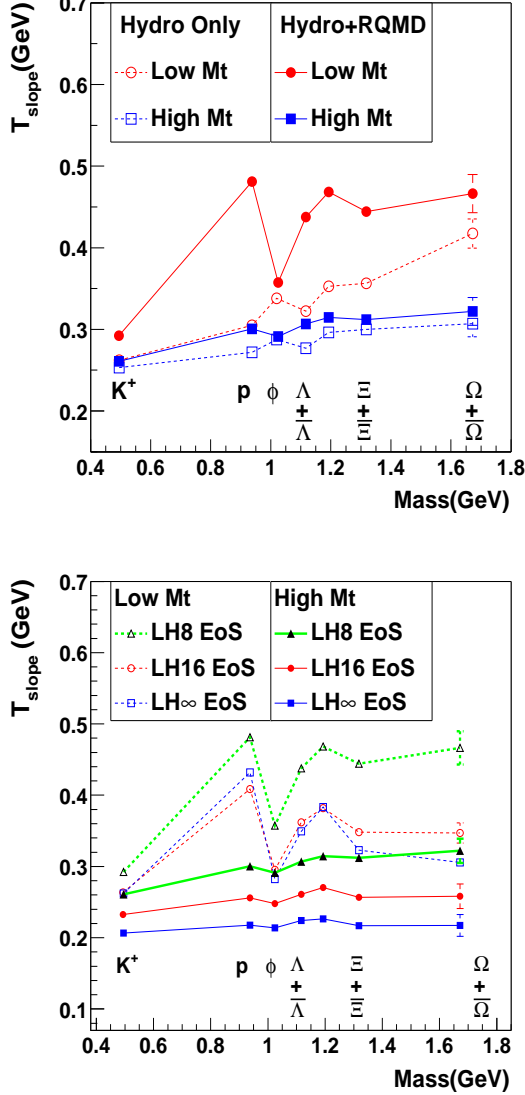 T_slope (GeV)
0.7
0.6
0.5
0.4
0.3
0.2
Hydro Only Hydro+RQMD
Low Mt Low Mt
High Mt High Mt
K⁺ p ϕ Λ Ξ Ω
+ + +
Λ̅ Ξ̅ Ω̅
0.4 0.6 0.8 1 1.2 1.4 1.6 1.8
Mass(GeV)
T_slope (GeV)
0.7
0.6
0.5
0.4
0.3
0.2
0.1
Low Mt High Mt
LH8 EoS LH8 EoS
LH16 EoS LH16 EoS
LH∞ EoS LH∞ EoS
K⁺ p ϕ Λ Ξ Ω
+ + +
Λ̅ Ξ̅ Ω̅
0.4 0.6 0.8 1 1.2 1.4 1.6 1.8
Mass(GeV)